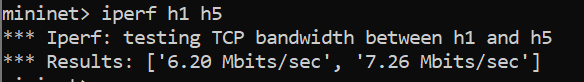 mininet> iperf h1 h5
*** Iperf: testing TCP bandwidth between h1 and h5
*** Results: ['6.20 Mbits/sec', '7.26 Mbits/sec']